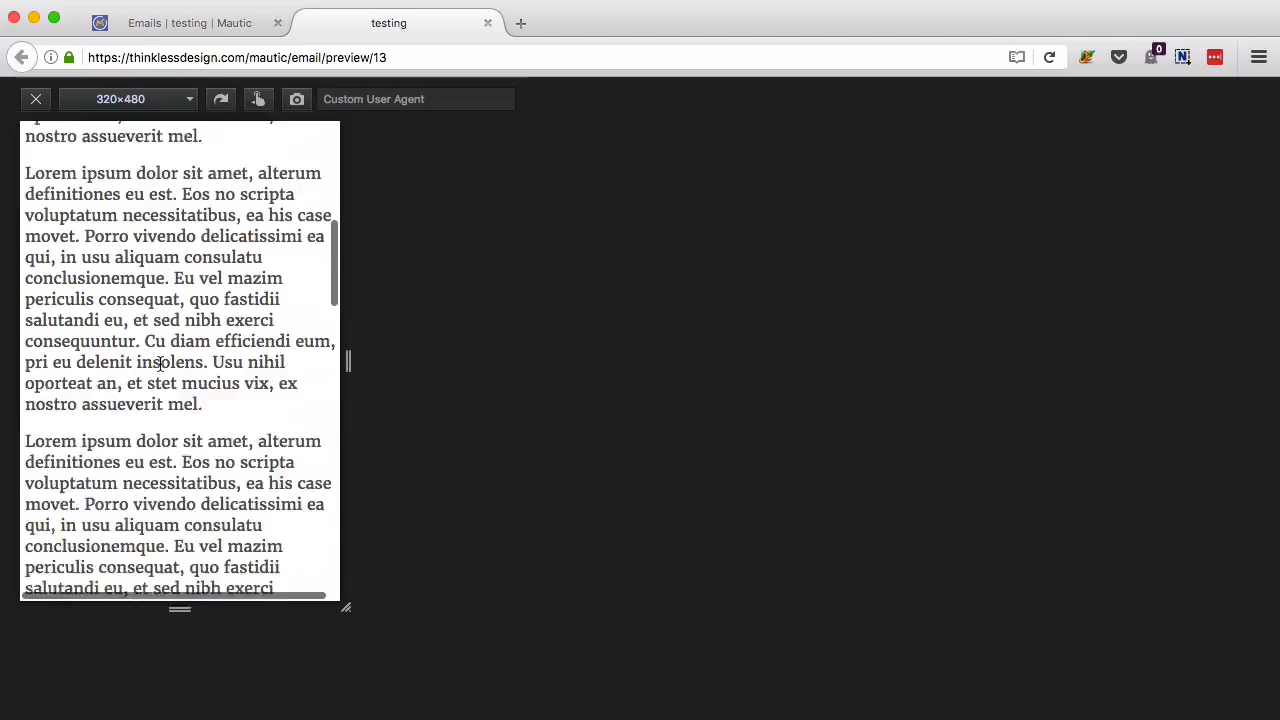 Emails | testing | Mautic
testing
https://thinklessdesign.com/mautic/email/preview/13
0
320×480
Custom User Agent
nostro assueverit mel.
Lorem ipsum dolor sit amet, alterum
definitiones eu est. Eos no scripta
voluptatum necessitatibus, ea his case
movet. Porro vivendo delicatissimi ea
qui, in usu aliquam consulatu
conclusionemque. Eu vel mazim
periculis consequat, quo fastidii
salutandi eu, et sed nibh exerci
consequuntur. Cu diam efficiendi eum,
pri eu delenit insolens. Usu nihil
oporteat an, et stet mucius vix, ex
nostro assueverit mel.
Lorem ipsum dolor sit amet, alterum
definitiones eu est. Eos no scripta
voluptatum necessitatibus, ea his case
movet. Porro vivendo delicatissimi ea
qui, in usu aliquam consulatu
conclusionemque. Eu vel mazim
periculis consequat, quo fastidii
salutandi eu, et sed nibh exerci